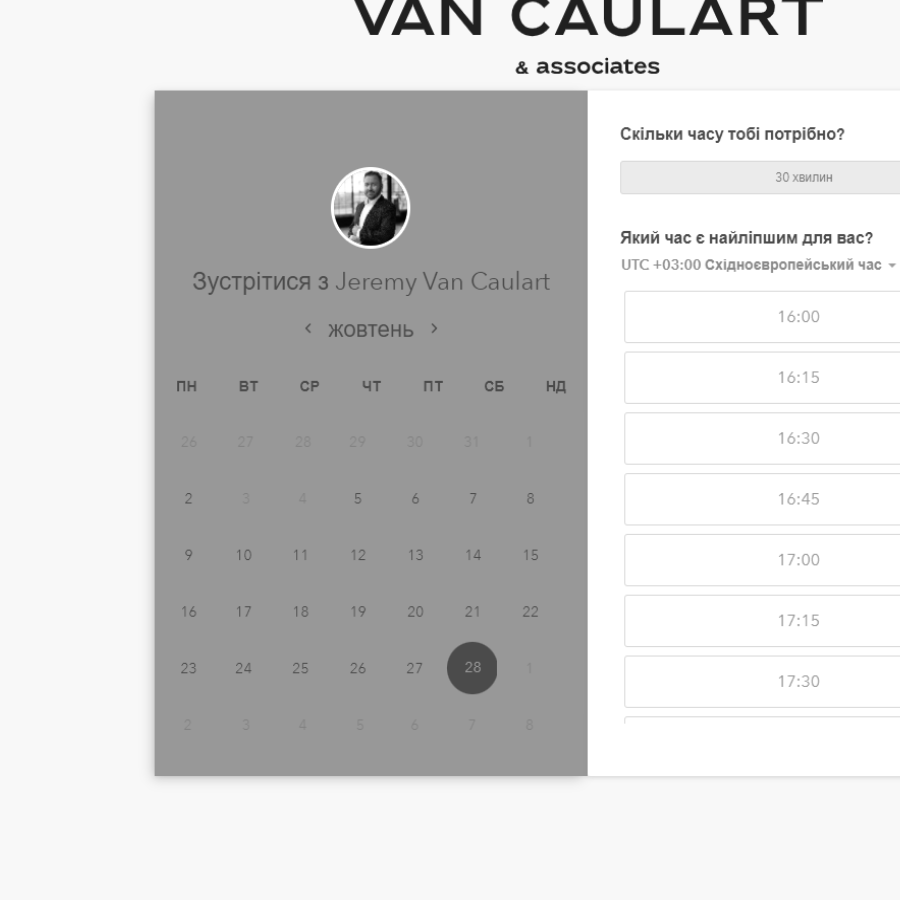 VAN CAULART
& associates
Зустрітися з Jeremy Van Caulart
жовтень
ПН ВТ СР ЧТ ПТ СБ НД
26 27 28 29 30 31 1
2 3 4 5 6 7 8
9 10 11 12 13 14 15
16 17 18 19 20 21 22
23 24 25 26 27 28 1
2 3 4 5 6 7 8
Скільки часу тобі потрібно?
30 хвилин
Який час є найліпшим для вас?
UTC +03:00 Східноєвропейський час
16:00
16:15
16:30
16:45
17:00
17:15
17:30